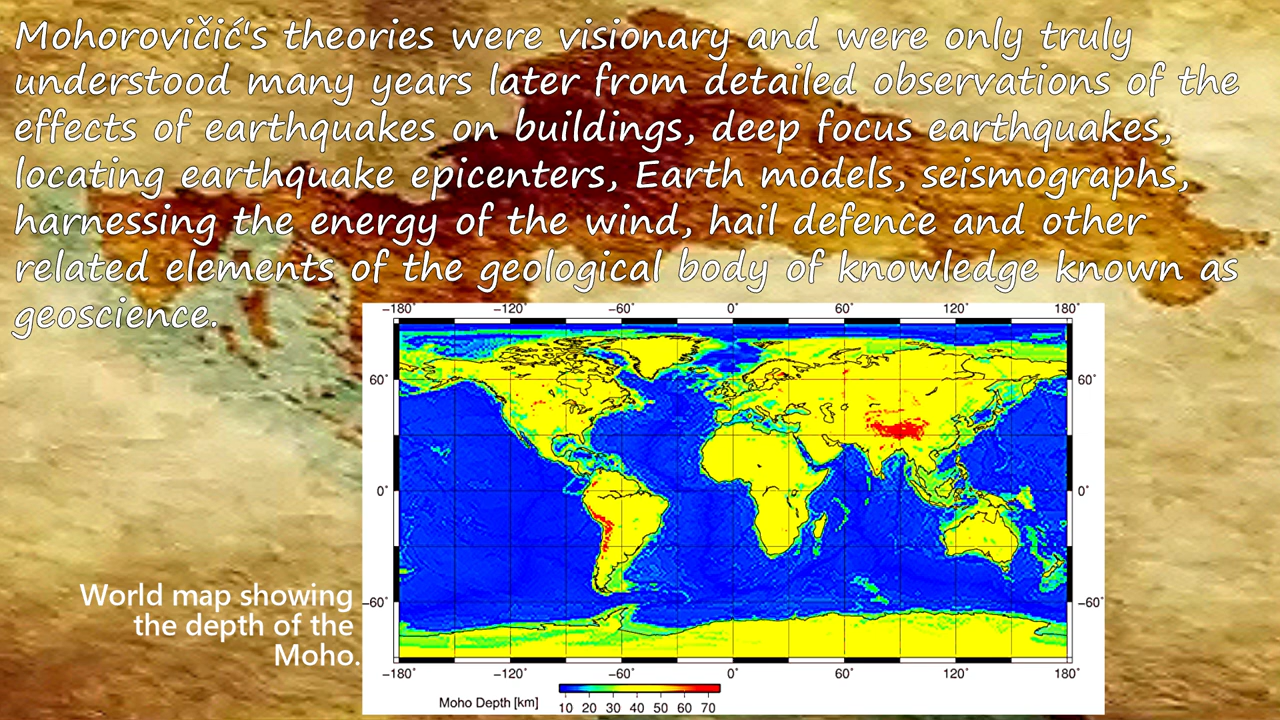 Mohorovičić's theories were visionary and were only truly
understood many years later from detailed observations of the
effects of earthquakes on buildings, deep focus earthquakes,
locating earthquake epicenters, Earth models, seismographs,
harnessing the energy of the wind, hail defence and other
related elements of the geological body of knowledge known as
geoscience.
−180˚ −120˚ −60˚ 0˚ 60˚ 120˚ 180˚
60˚ 60˚
0˚ 0˚
World map showing
the depth of the
Moho.
−60˚ −60˚
−180˚ −120˚ −60˚ 0˚ 60˚ 120˚ 180˚
Moho Depth [km]
10 20 30 40 50 60 70